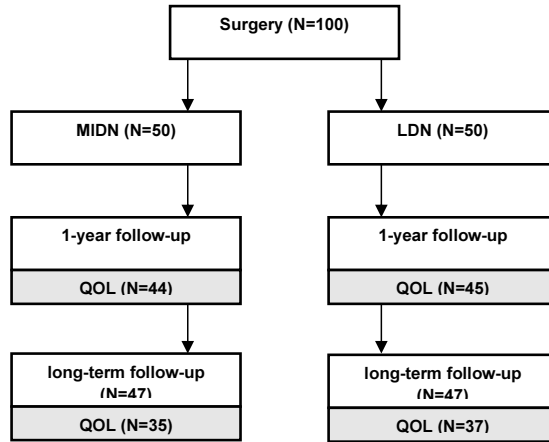 Surgery (N=100)
MIDN (N=50)
LDN (N=50)
1-year follow-up
1-year follow-up
QOL (N=44)
QOL (N=45)
long-term follow-up
(N=47)
long-term follow-up
(N=47)
QOL (N=35)
QOL (N=37)